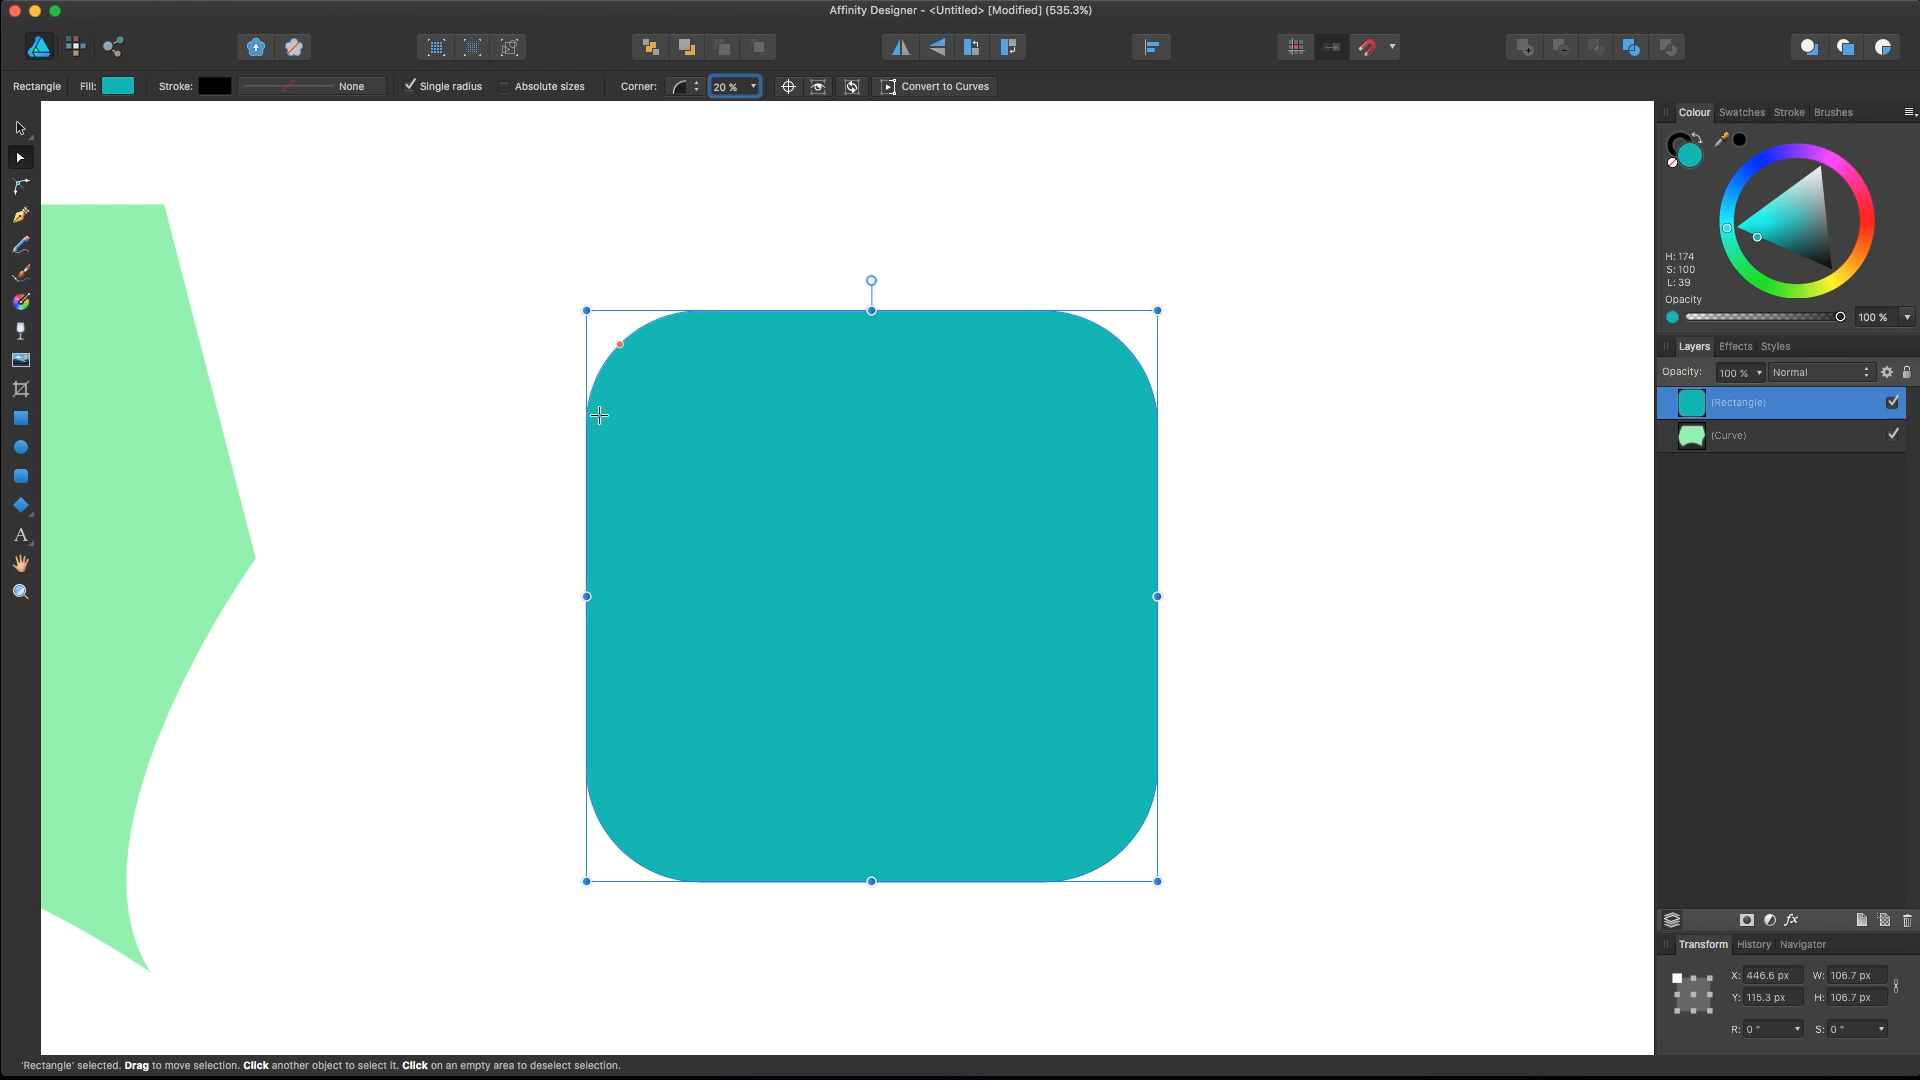 Affinity Designer - <Untitled> [Modified] (535.3%)
Rectangle Fill: Stroke: None Single radius Absolute sizes Corner: 20 % Convert to Curves
Colour Swatches Stroke Brushes
H: 174
S: 100
L: 39
Opacity
100 %
Layers Effects Styles
Opacity: 100 % Normal
(Rectangle)
(Curve)
A
fx
Transform History Navigator
X: 446.6 px W: 106.7 px
Y: 115.3 px H: 106.7 px
R: 0 ° S: 0 °
'Rectangle' selected. Drag to move selection. Click another object to select it. Click on an empty area to deselect selection.